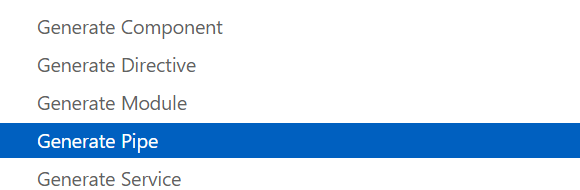 Generate Component
Generate Directive
Generate Module
Generate Pipe
Generate Service